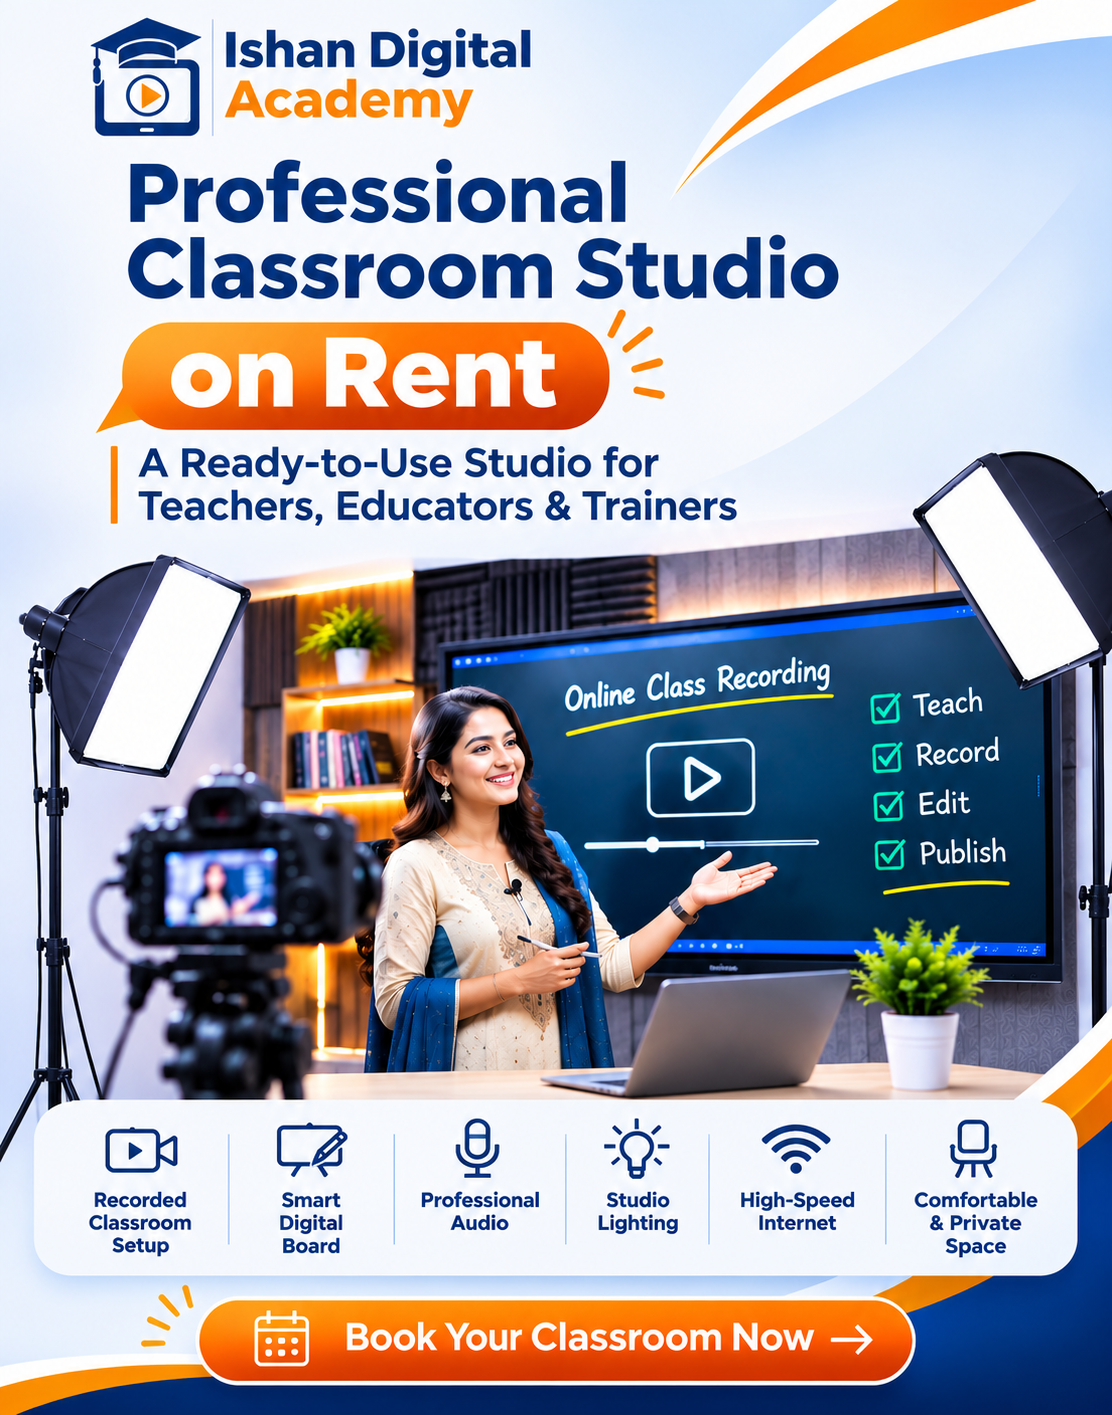 Ishan Digital
Academy
Professional
Classroom Studio
on Rent
A Ready-to-Use Studio for
Teachers, Educators & Trainers
Online Class Recording
Teach
Record
Edit
Publish
Recorded
Classroom
Setup
Smart
Digital
Board
Professional
Audio
Studio
Lighting
High-Speed
Internet
Comfortable
& Private
Space
Book Your Classroom Now